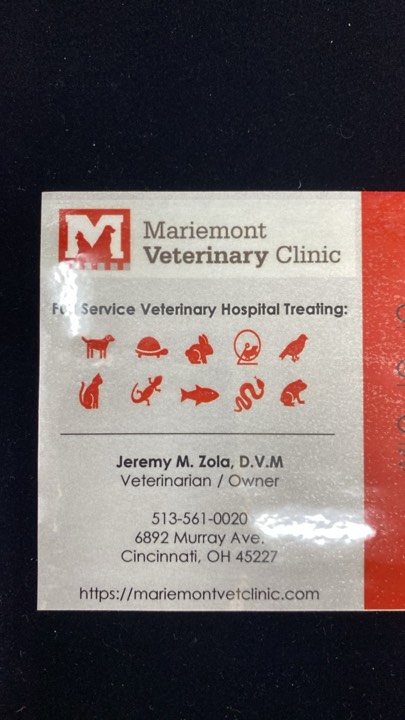 M
Mariemont
Veterinary Clinic
Full Service Veterinary Hospital Treating:
Jeremy M. Zola, D.V.M
Veterinarian / Owner
513-561-0020
6892 Murray Ave.
Cincinnati, OH 45227
https://mariemontvetclinic.com